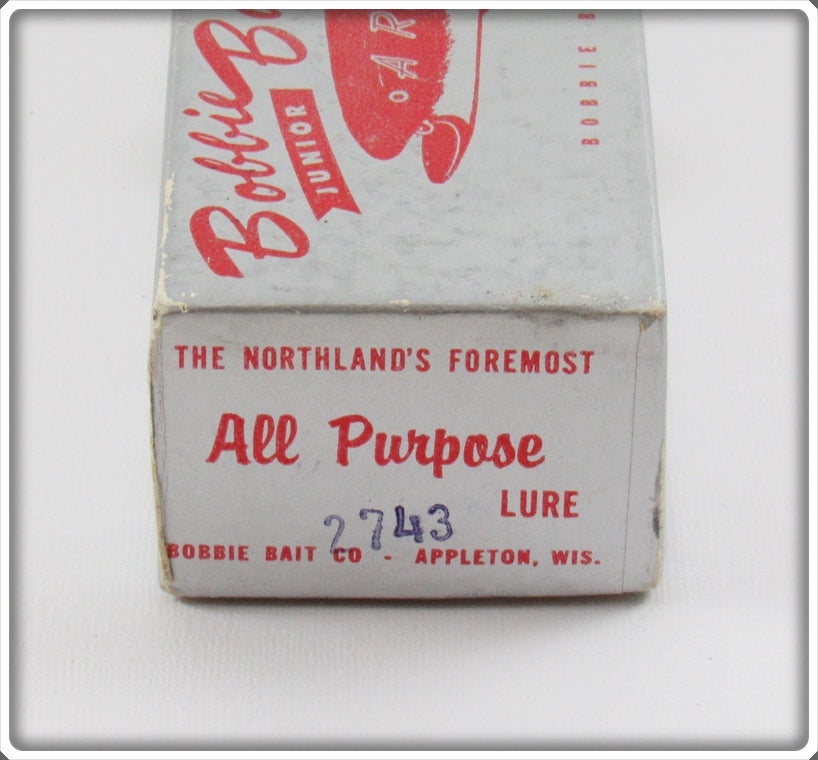 Bobbie
JUNIOR
BOBBIE
THE NORTHLAND'S FOREMOST
All Purpose
LURE
2743
BOBBIE BAIT CO - APPLETON, WIS.